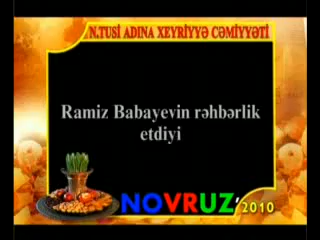 N.TUSİ ADINA XEYRİYYƏ CƏMİYYƏTİ
Ramiz Babayevin rəhbərlik
etdiyi
NOVRUZ'2010